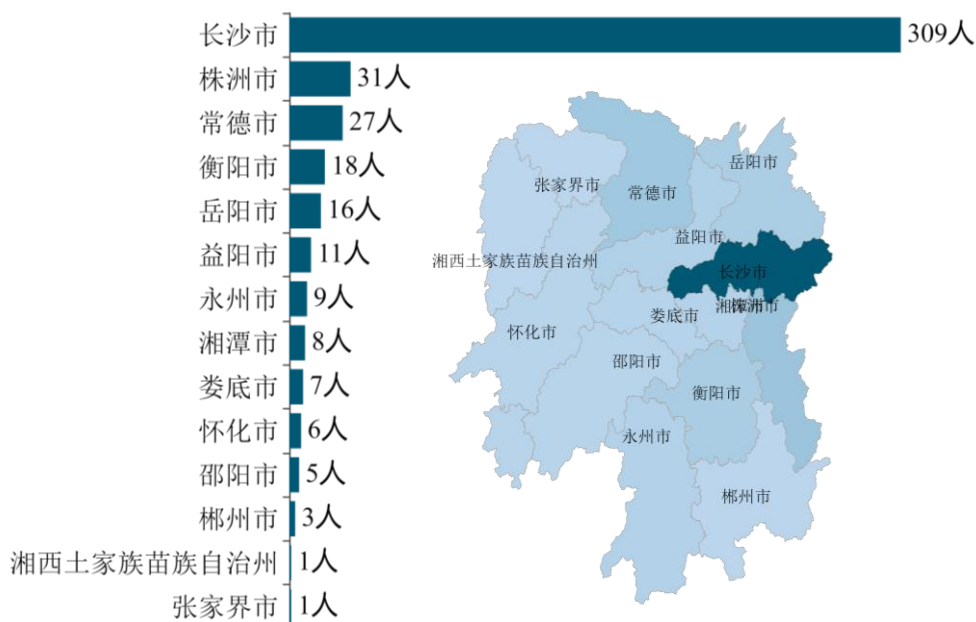 长沙市 309人
株洲市 31人
常德市 27人
衡阳市 18人
岳阳市 16人
益阳市 11人
永州市 9人
湘潭市 8人
娄底市 7人
怀化市 6人
邵阳市 5人
郴州市 3人
湘西土家族苗族自治州 1人
张家界市 1人
岳阳市
张家界市
常德市
益阳市
湘西土家族苗族自治州
长沙市
湘潭市
株洲市
娄底市
怀化市
邵阳市
衡阳市
永州市
郴州市